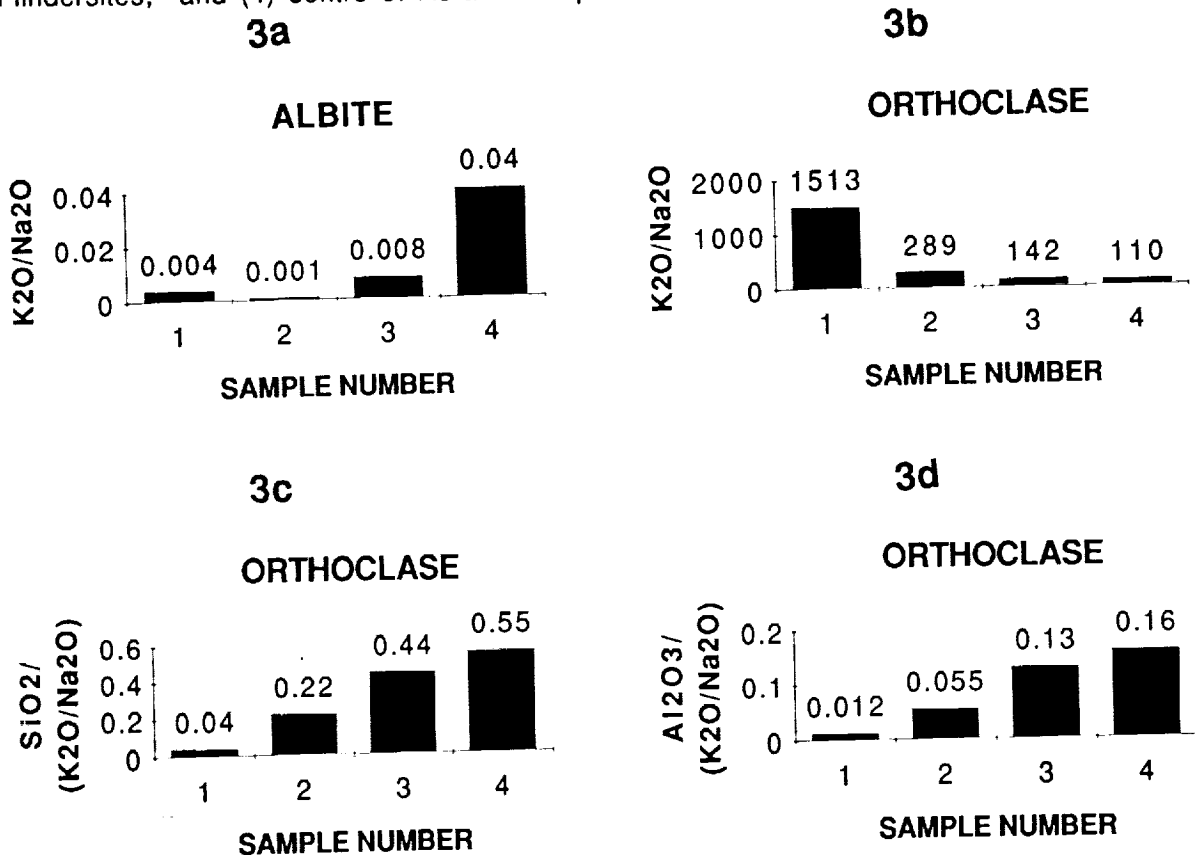 and (4) centre of
3a
ALBITE
K2O/Na2O
0.04
0.02
0
0.004
0.001
0.008
0.04
1
2
3
4
SAMPLE NUMBER
3b
ORTHOCLASE
K2O/Na2O
2000
1000
0
1513
289
142
110
1
2
3
4
SAMPLE NUMBER
3c
ORTHOCLASE
SiO2/
(K2O/Na2O)
0.6
0.4
0.2
0
0.04
0.22
0.44
0.55
1
2
3
4
SAMPLE NUMBER
3d
ORTHOCLASE
Al2O3/
(K2O/Na2O)
0.2
0.1
0
0.012
0.055
0.13
0.16
1
2
3
4
SAMPLE NUMBER